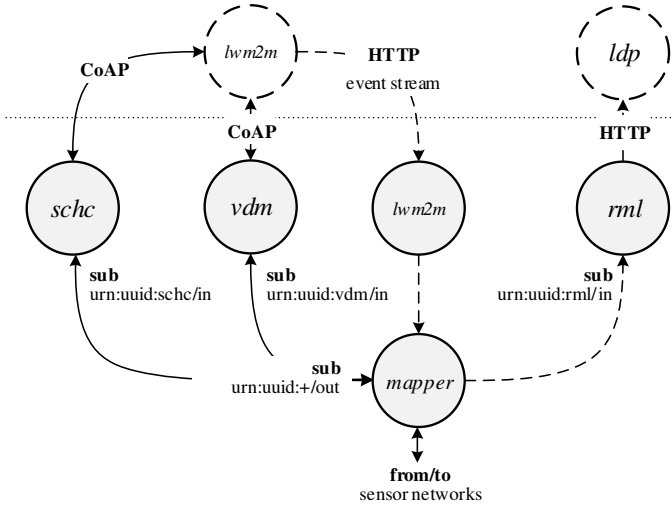 lwm2m
HTTP
ldp
CoAP
event stream
CoAP
HTTP
schc
vdm
lwm2m
rml
sub
urn:uuid:schc/in
sub
urn:uuid:vdm/in
sub
urn:uuid:rml/in
sub
urn:uuid:+/out
mapper
from/to
sensor networks